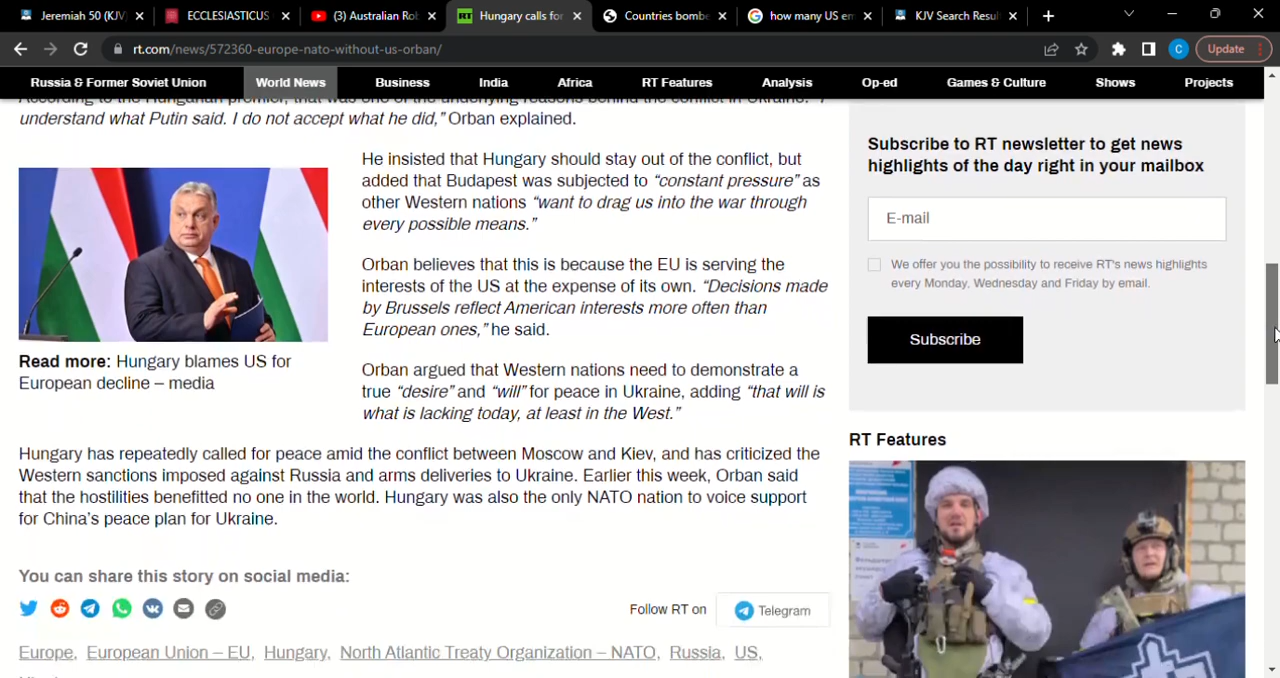 Jeremiah 50 (KJV)
ECCLESIASTICUS
(3) Australian Ro
RT
Hungary calls for
Countries bombe
how many US em
KJV Search Resul
rt.com/news/572360-europe-nato-without-us-orban/
C
Update
Russia & Former Soviet Union
World News
Business
India
Africa
RT Features
Analysis
Op-ed
Games & Culture
Shows
Projects
According to the Hungarian premier, that was one of the underlying reasons behind the conflict in Ukraine. “I
understand what Putin said. I do not accept what he did,” Orban explained.
He insisted that Hungary should stay out of the conflict, but
added that Budapest was subjected to “constant pressure” as
other Western nations “want to drag us into the war through
every possible means.”
Orban believes that this is because the EU is serving the
interests of the US at the expense of its own. “Decisions made
by Brussels reflect American interests more often than
European ones,” he said.
Read more: Hungary blames US for
European decline – media
Orban argued that Western nations need to demonstrate a
true “desire” and “will” for peace in Ukraine, adding “that will is
what is lacking today, at least in the West.”
Hungary has repeatedly called for peace amid the conflict between Moscow and Kiev, and has criticized the
Western sanctions imposed against Russia and arms deliveries to Ukraine. Earlier this week, Orban said
that the hostilities benefitted no one in the world. Hungary was also the only NATO nation to voice support
for China’s peace plan for Ukraine.
You can share this story on social media:
Follow RT on
Telegram
Europe, European Union – EU, Hungary, North Atlantic Treaty Organization – NATO, Russia, US,
Subscribe to RT newsletter to get news
highlights of the day right in your mailbox
E-mail
We offer you the possibility to receive RT's news highlights
every Monday, Wednesday and Friday by email.
Subscribe
RT Features